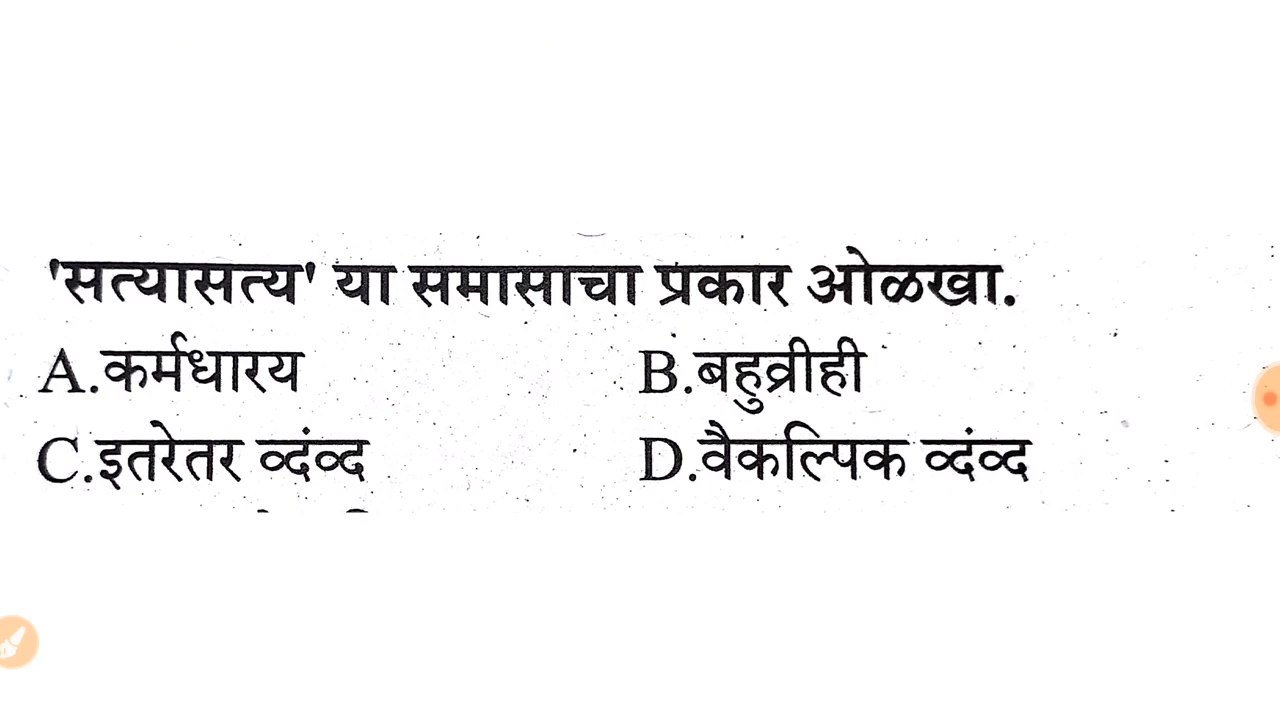 'सत्यासत्य' या समासाचा प्रकार ओळखा.
A.कर्मधारय B.बहुव्रीही
C.इतरेतर व्दंव्द D.वैकल्पिक व्दंव्द